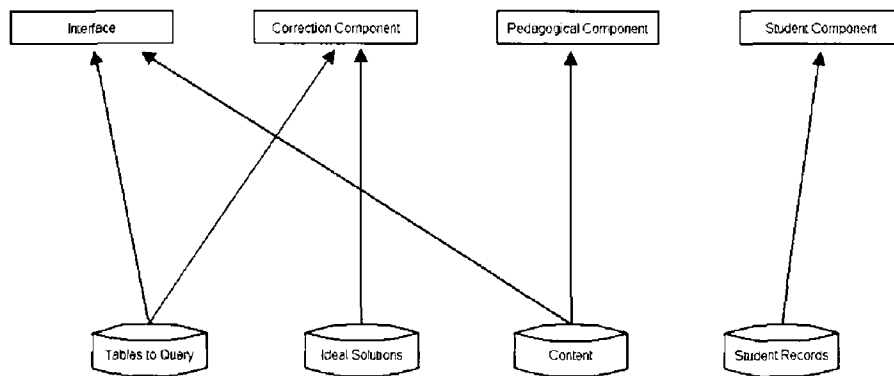 Interface
Correction Component
Pedagogical Component
Student Component
Tables to Query
Ideal Solutions
Content
Student Records